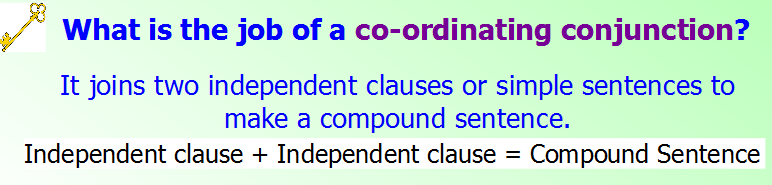 What is the job of a co-ordinating conjunction?
It joins two independent clauses or simple sentences to
make a compound sentence.
Independent clause + Independent clause = Compound Sentence